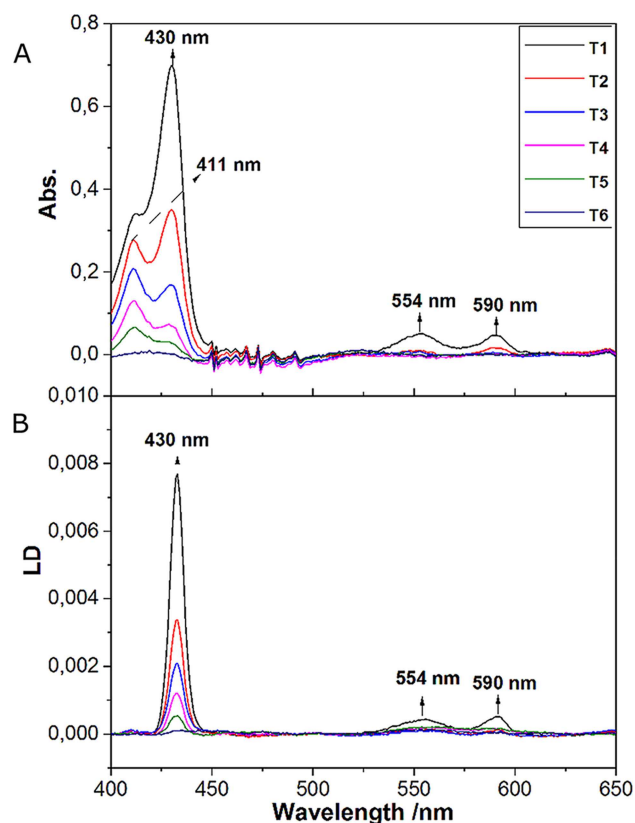 A
0,8
430 nm
T1
T2
T3
T4
T5
T6
0,6
411 nm
0,4
Abs.
0,2
554 nm
590 nm
0,0
0,010
B
430 nm
0,008
0,006
LD
0,004
554 nm
590 nm
0,002
0,000
400 450 500 550 600 650
Wavelength /nm